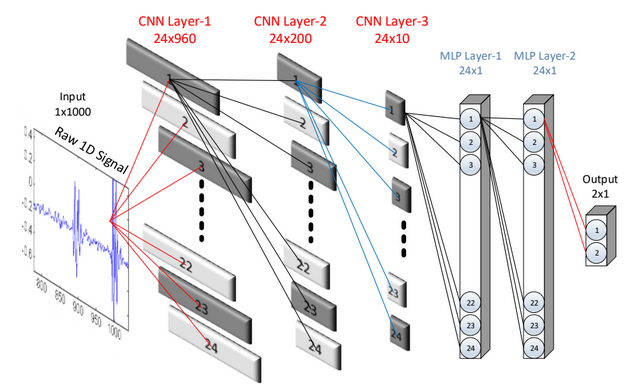 CNN Layer-1
24x960
CNN Layer-2
24x200
CNN Layer-3
24x10
MLP Layer-1
24x1
MLP Layer-2
24x1
Input
1x1000
Raw 1D Signal
0.4
0.2
0
-0.2
-0.4
-0.6
800
850
900
950
1000
1
2
3
22
23
24
1
2
3
22
23
24
1
2
3
23
24
1
2
3
22
23
24
1
2
3
22
23
24
Output
2x1
1
2